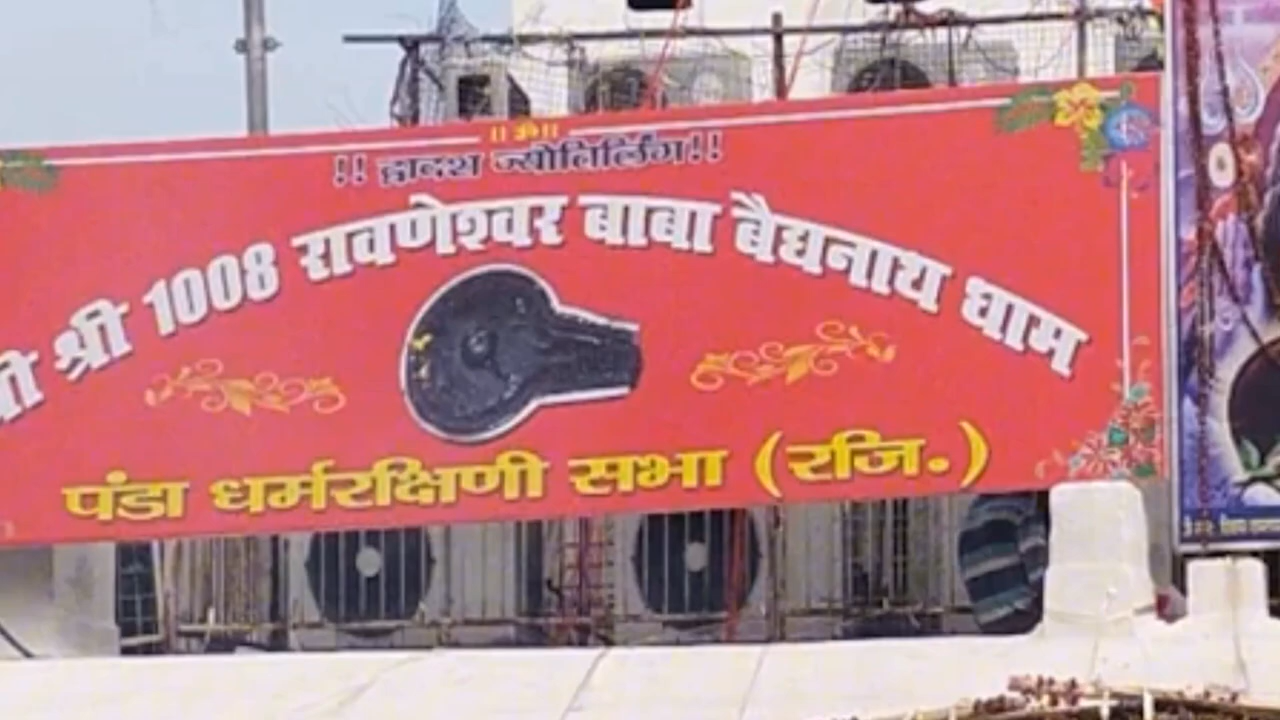 ।। ॐ ।।
!! द्वादश ज्योतिर्लिंग !!
श्री 1008 रावणेश्वर बाबा बैद्यनाथ धाम
पंडा धर्मरक्षिणी सभा (रजि.)